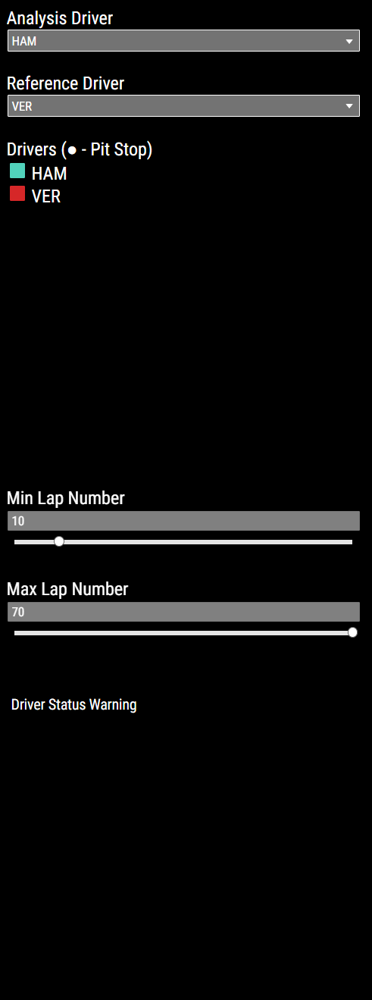 Analysis Driver
HAM
Reference Driver
VER
Drivers (● - Pit Stop)
HAM
VER
Min Lap Number
10
Max Lap Number
70
Driver Status Warning